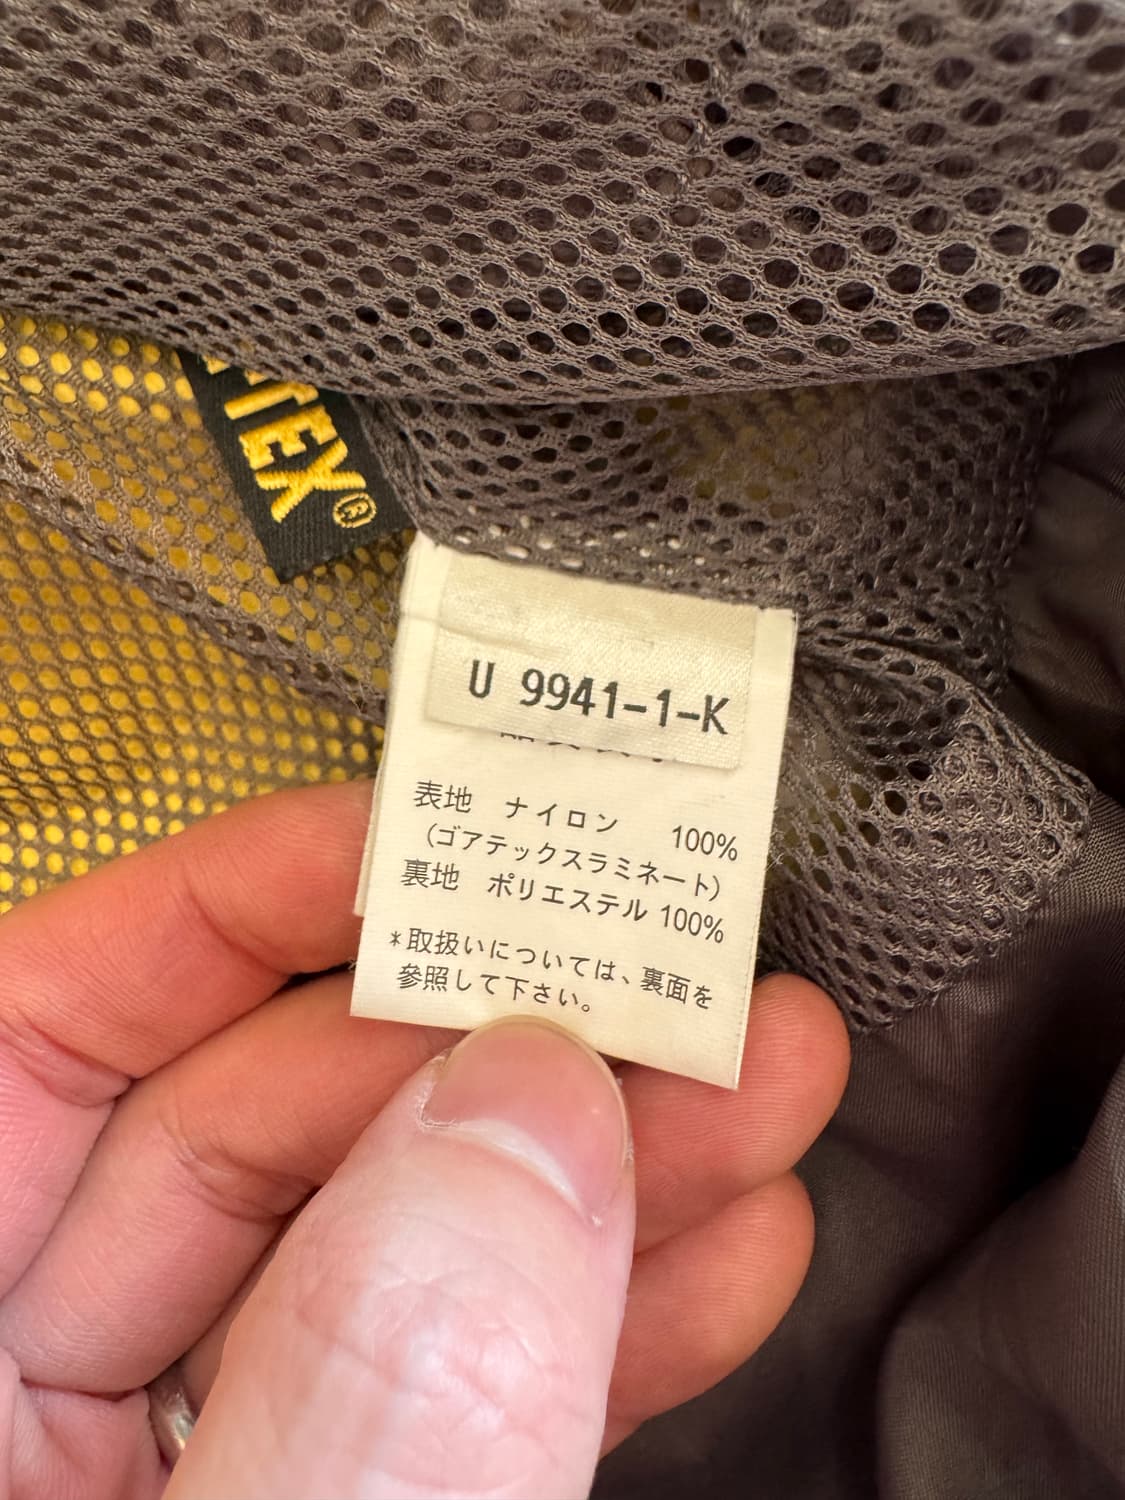 TEX®
U 9941-1-K
表地 ナイロン 100%
(ゴアテックスラミネート)
裏地 ポリエステル 100%
*取扱いについては、裏面を
参照して下さい。